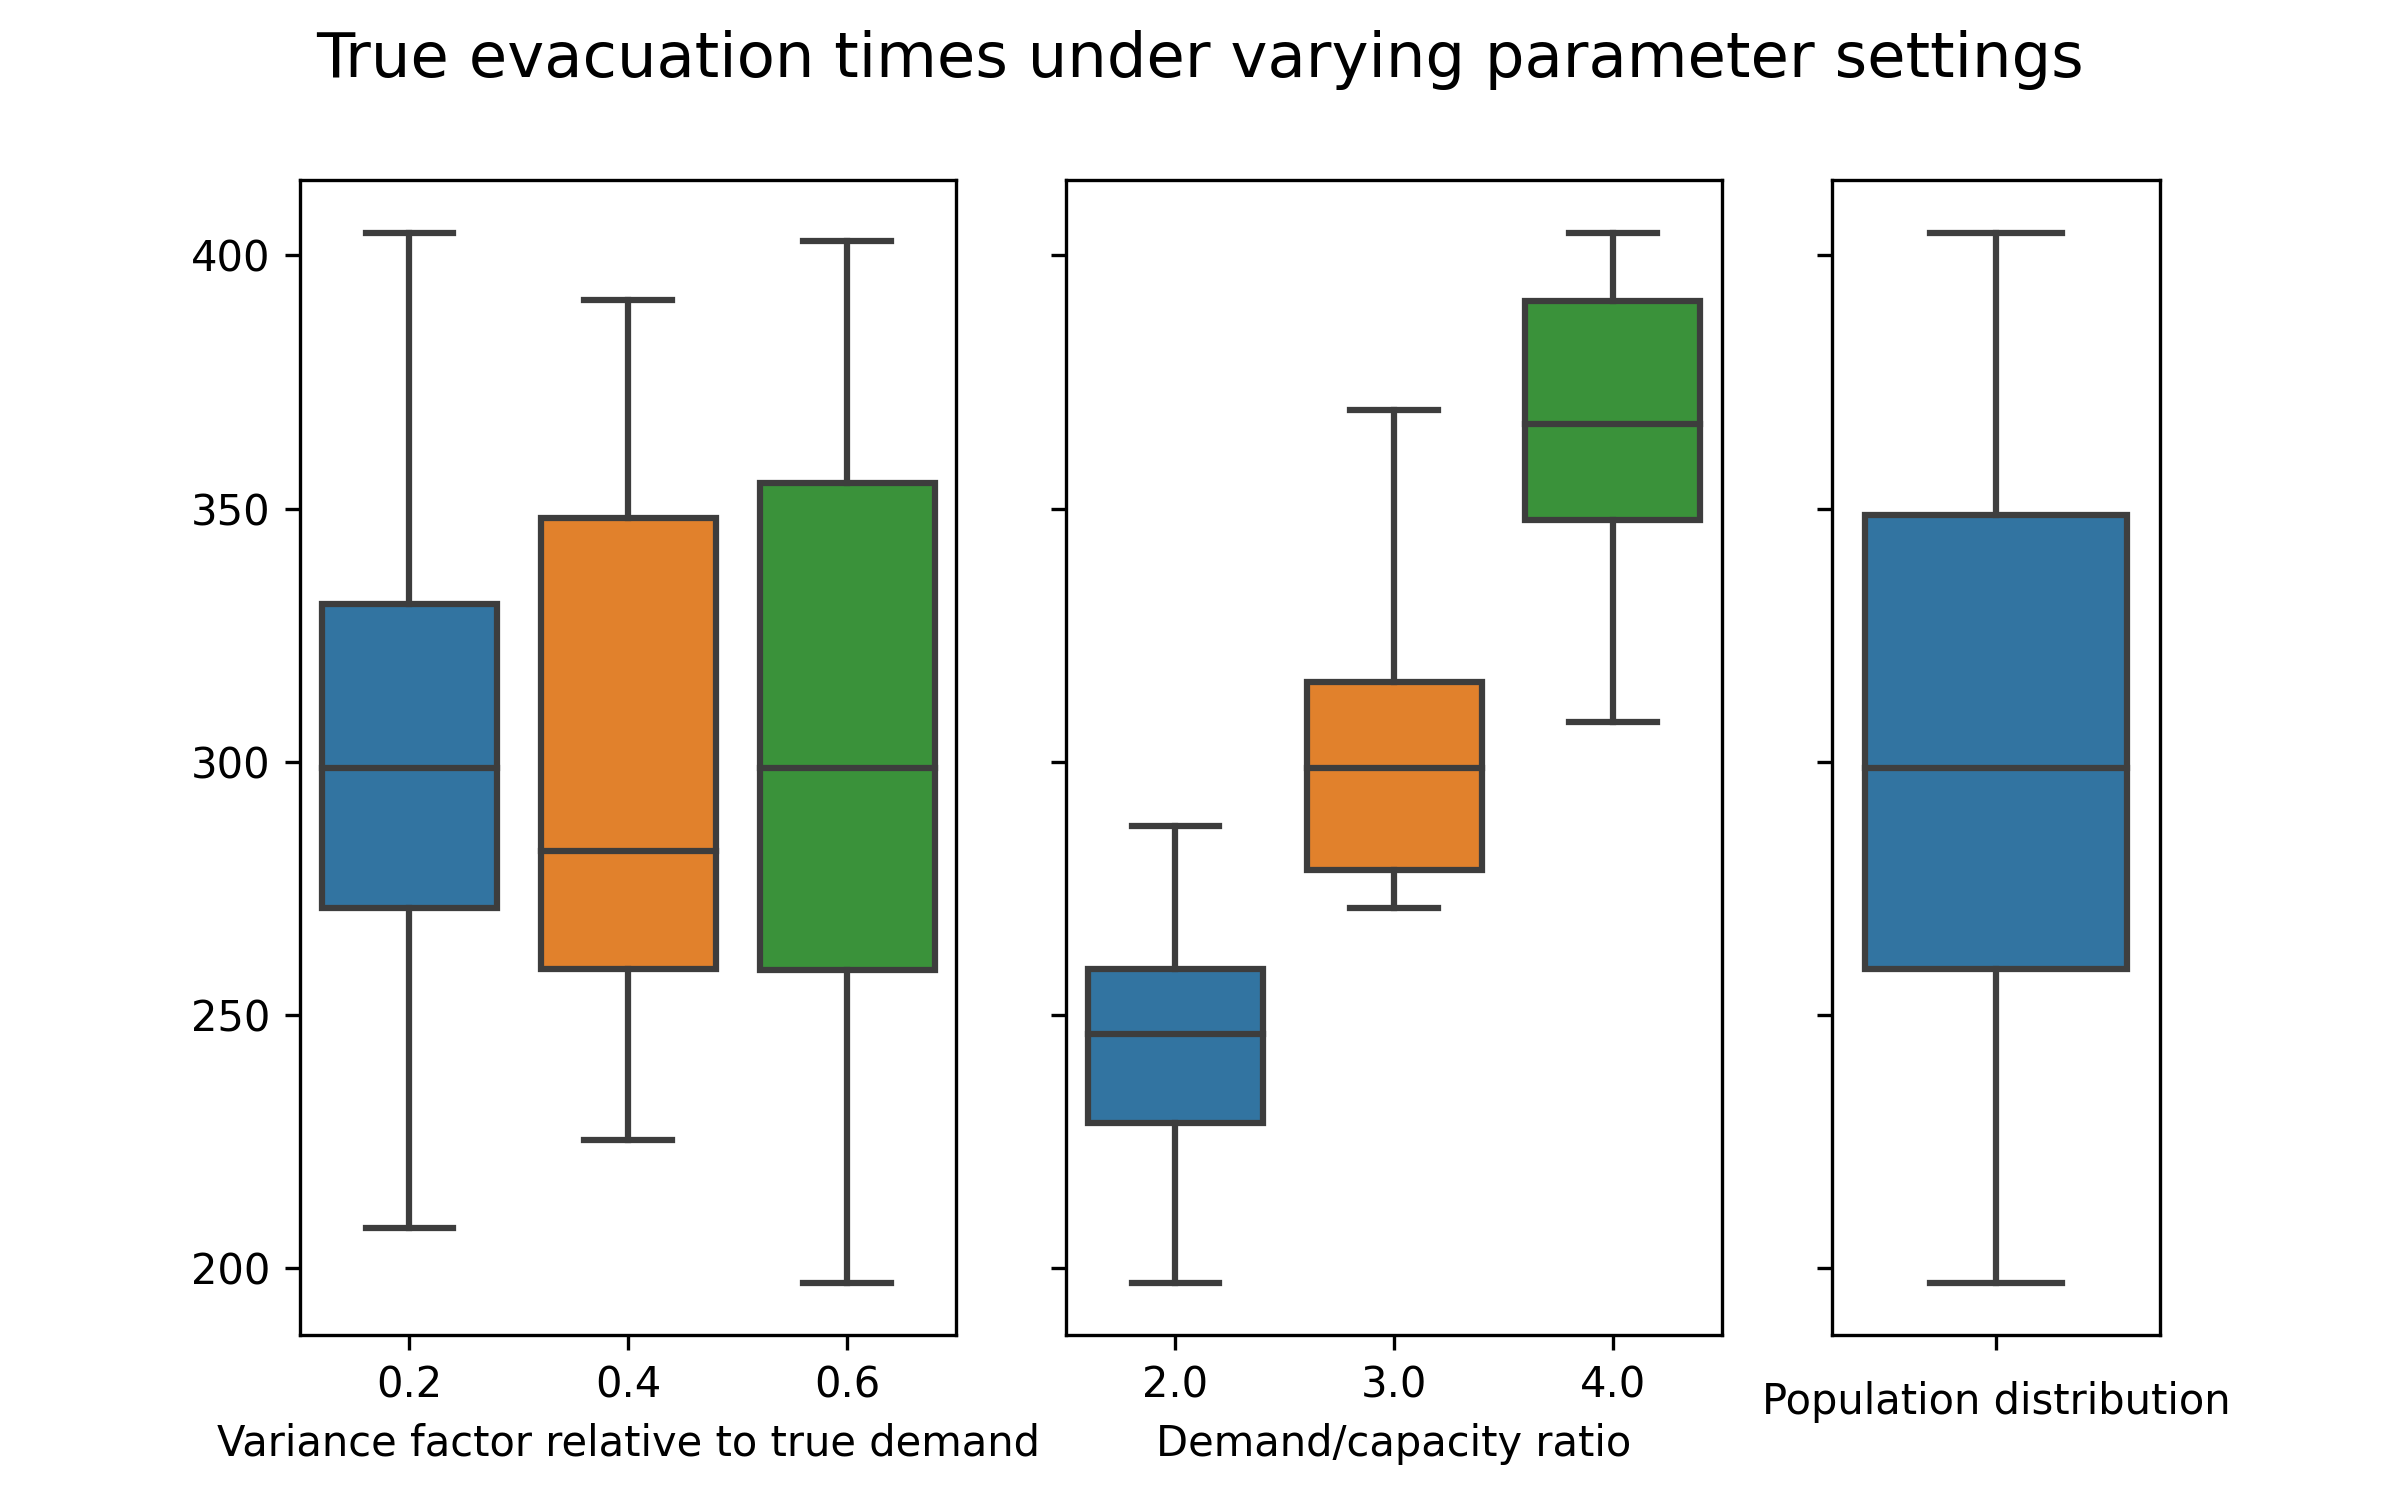 True evacuation times under varying parameter settings
400
350
300
250
200
0.2 0.4 0.6
Variance factor relative to true demand
2.0 3.0 4.0
Demand/capacity ratio
Population distribution